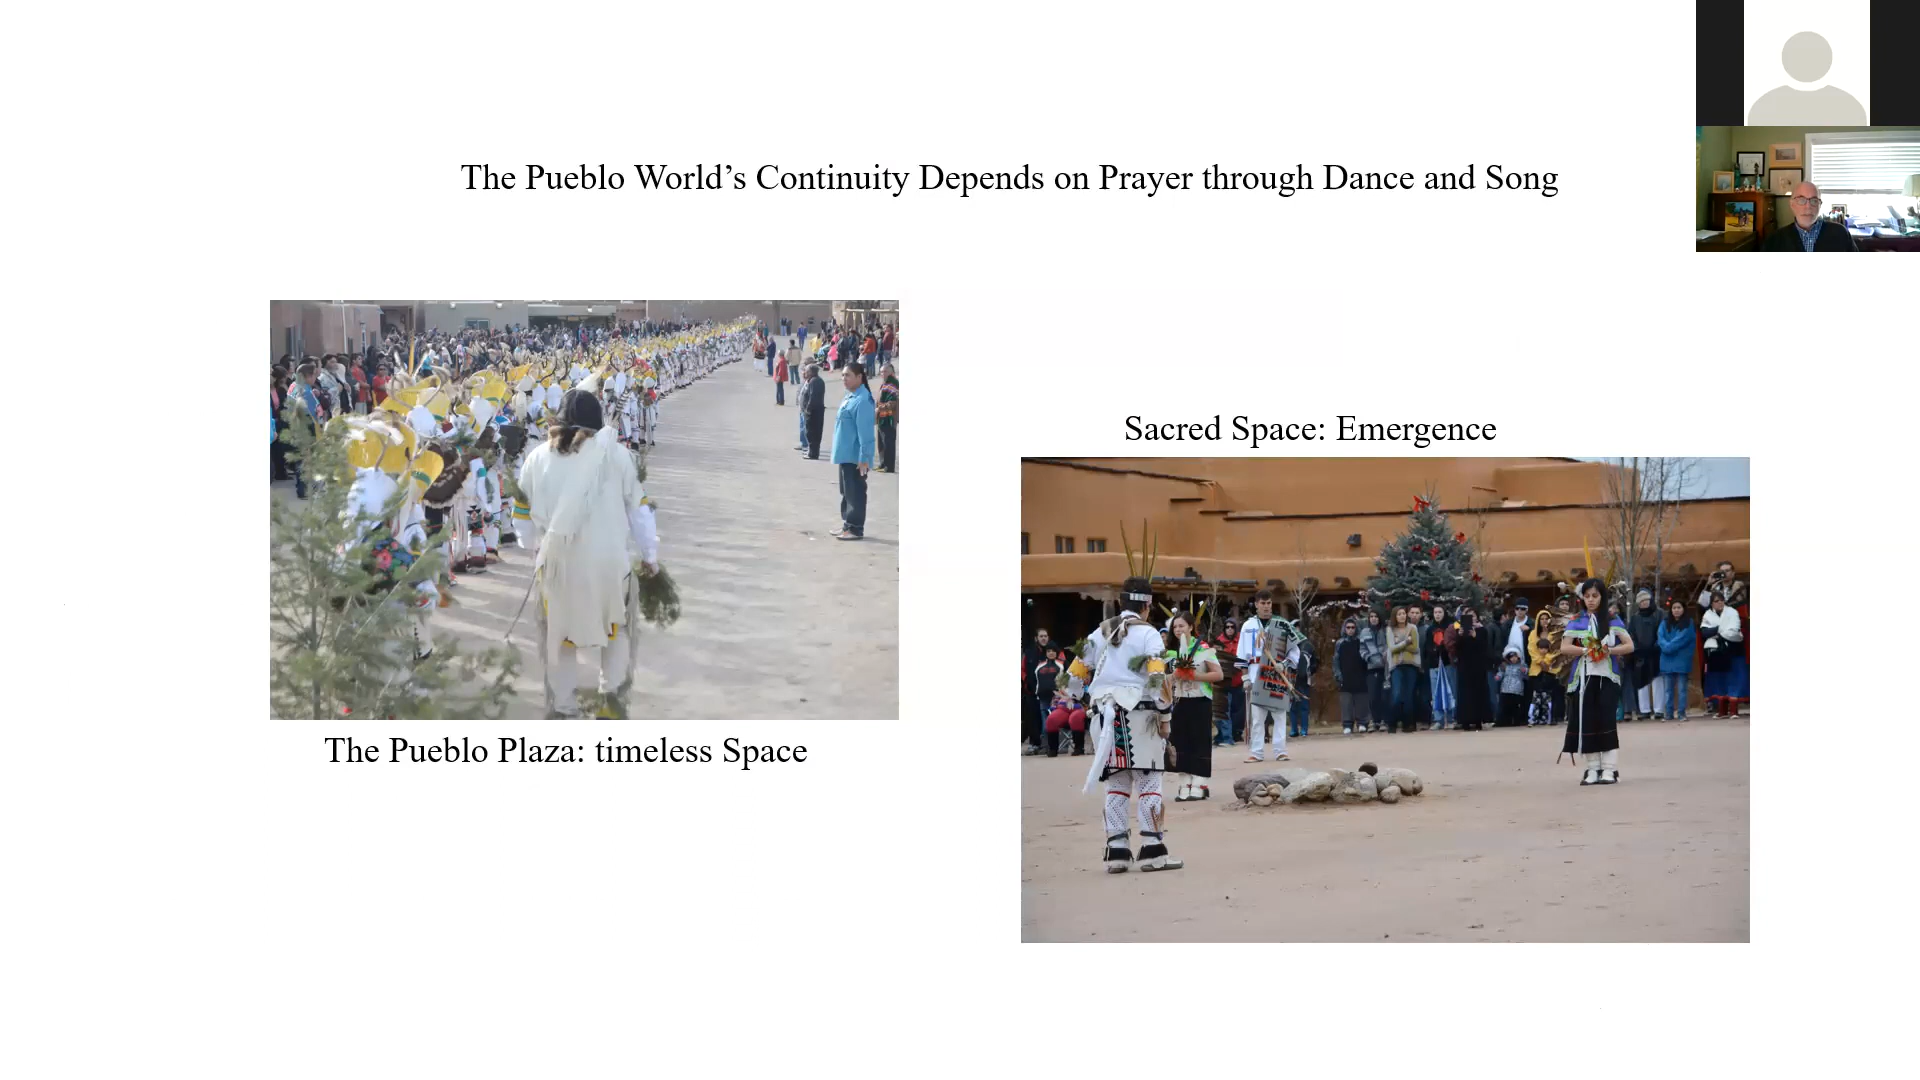 The Pueblo World’s Continuity Depends on Prayer through Dance and Song
Sacred Space: Emergence
The Pueblo Plaza: timeless Space